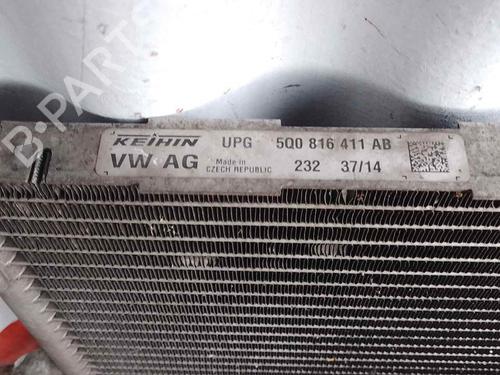 KEIHIN UPG 5Q0 816 411 AB
VW AG Made in CZECH REPUBLIC 232 37/14
B-PARTS